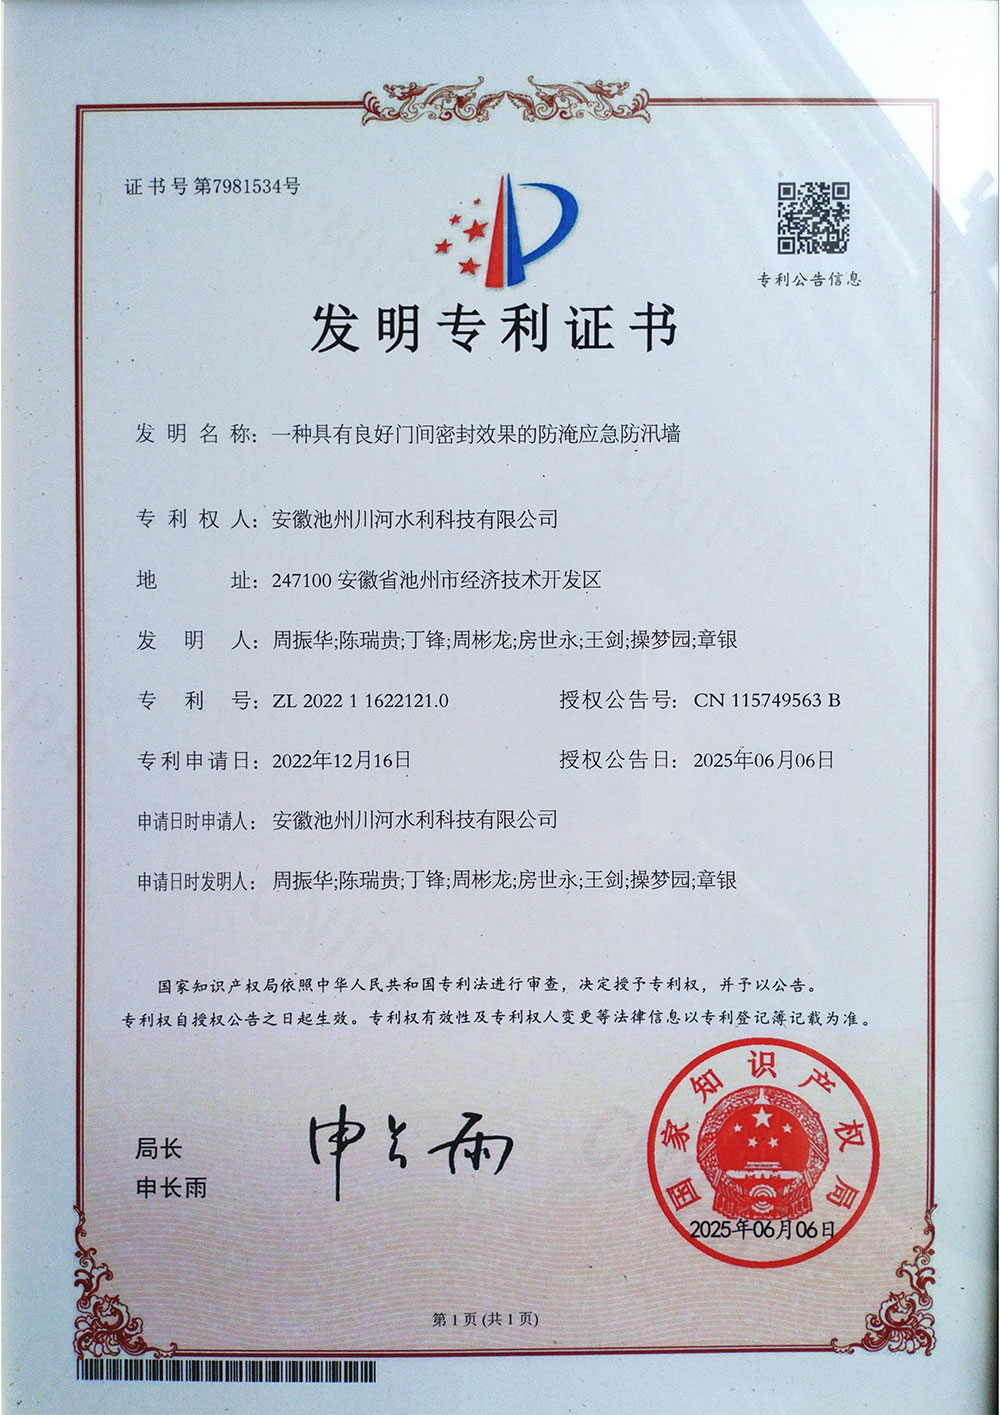 证书号第7981534号
专利公告信息
发明专利证书
发明名称：一种具有良好门间密封效果的防淹应急防汛墙
专利权人：安徽池州川河水利科技有限公司
地址：247100 安徽省池州市经济技术开发区
发明人：周振华;陈瑞贵;丁锋;周彬龙;房世永;王剑;操梦园;章银
专利号：ZL 2022 1 1622121.0 授权公告号：CN 115749563 B
专利申请日：2022年12月16日 授权公告日：2025年06月06日
申请日时申请人：安徽池州川河水利科技有限公司
申请日时发明人：周振华;陈瑞贵;丁锋;周彬龙;房世永;王剑;操梦园;章银
国家知识产权局依照中华人民共和国专利法进行审查，决定授予专利权，并予以公告。
专利权自授权公告之日起生效。专利权有效性及专利权人变更等法律信息以专利登记簿记载为准。
局长
申长雨
申长雨
国家知识产权局
2025年06月06日
第 1 页 (共 1 页)